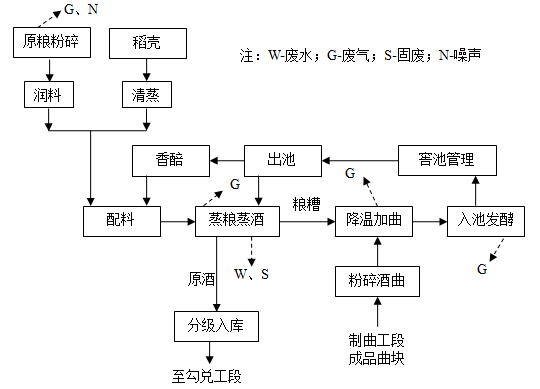 G、N
原粮粉碎
稻壳
注：W-废水；G-废气；S-固废；N-噪声
润料
清蒸
香醅
出池
窖池管理
G
G
配料
蒸粮蒸酒
粮糟
降温加曲
入池发酵
原酒
W、S
G
粉碎酒曲
分级入库
制曲工段
成品曲块
至勾兑工段